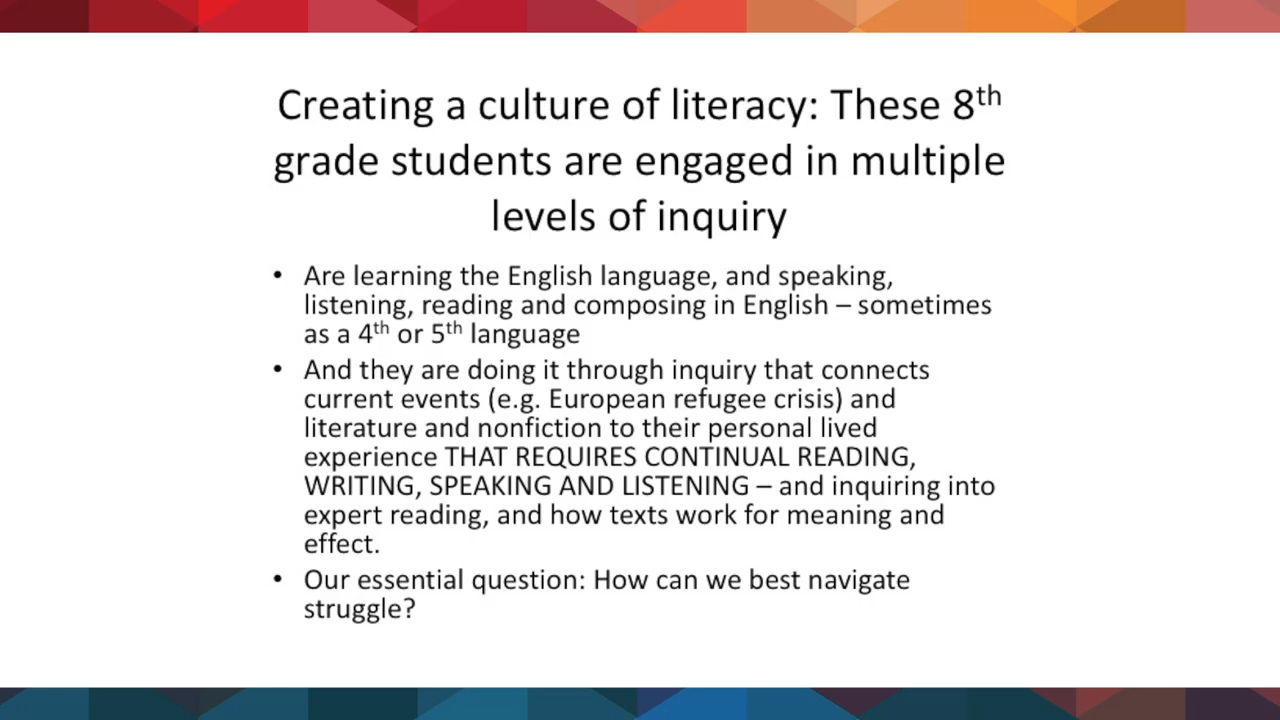 Creating a culture of literacy: These 8th
grade students are engaged in multiple
levels of inquiry
• Are learning the English language, and speaking,
listening, reading and composing in English – sometimes
as a 4th or 5th language
• And they are doing it through inquiry that connects
current events (e.g. European refugee crisis) and
literature and nonfiction to their personal lived
experience THAT REQUIRES CONTINUAL READING,
WRITING, SPEAKING AND LISTENING – and inquiring into
expert reading, and how texts work for meaning and
effect.
• Our essential question: How can we best navigate
struggle?